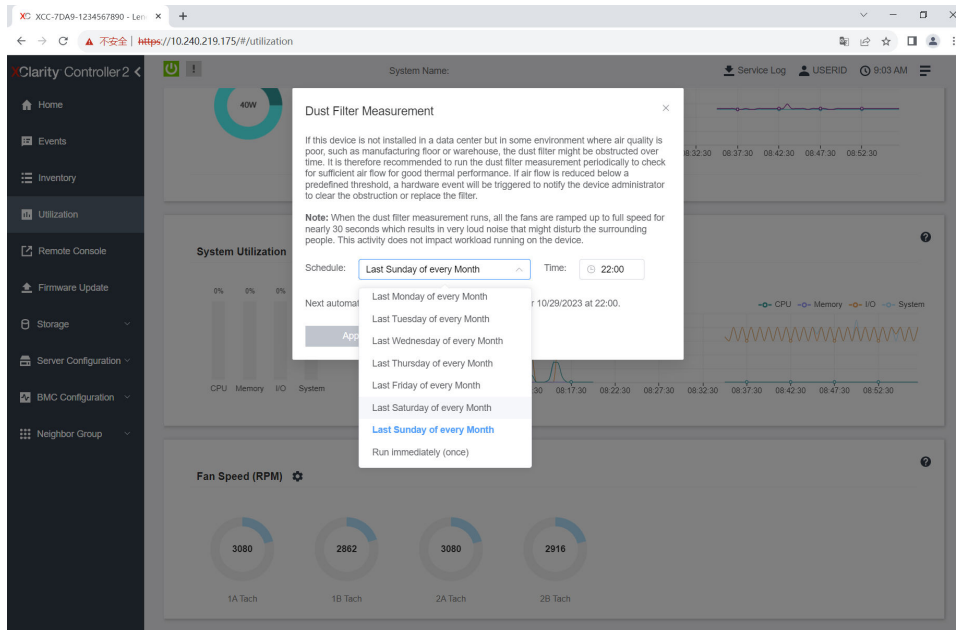 XC XCC-7DA9-1234567890 - Len
不安全 | https://10.240.219.175/#/utilization
XClarity Controller 2
System Name:
Service Log
USERID
9:03 AM
Home
Events
Inventory
Utilization
Remote Console
Firmware Update
Storage
Server Configuration
BMC Configuration
Neighbor Group
40W
08:32:30 08:37:30 08:42:30 08:47:30 08:52:30
Dust Filter Measurement
If this device is not installed in a data center but in some environment where air quality is
poor, such as manufacturing floor or warehouse, the dust filter might be obstructed over
time. It is therefore recommended to run the dust filter measurement periodically to check
for sufficient air flow for good thermal performance. If air flow is reduced below a
predefined threshold, a hardware event will be triggered to notify the device administrator
to clear the obstruction or replace the filter.
Note: When the dust filter measurement runs, all the fans are ramped up to full speed for
nearly 30 seconds which results in very loud noise that might disturb the surrounding
people. This activity does not impact workload running on the device.
Schedule: Last Sunday of every Month Time: 22:00
Next automat r 10/29/2023 at 22:00.
App
Last Monday of every Month
Last Tuesday of every Month
Last Wednesday of every Month
Last Thursday of every Month
Last Friday of every Month
Last Saturday of every Month
Last Sunday of every Month
Run immediately (once)
System Utilization
0% 0% 0%
CPU Memory I/O System
CPU Memory I/O System
:30 08:17:30 08:22:30 08:27:30 08:32:30 08:37:30 08:42:30 08:47:30 08:52:30
Fan Speed (RPM)
3080 2862 3080 2916
1A Tach 1B Tach 2A Tach 2B Tach